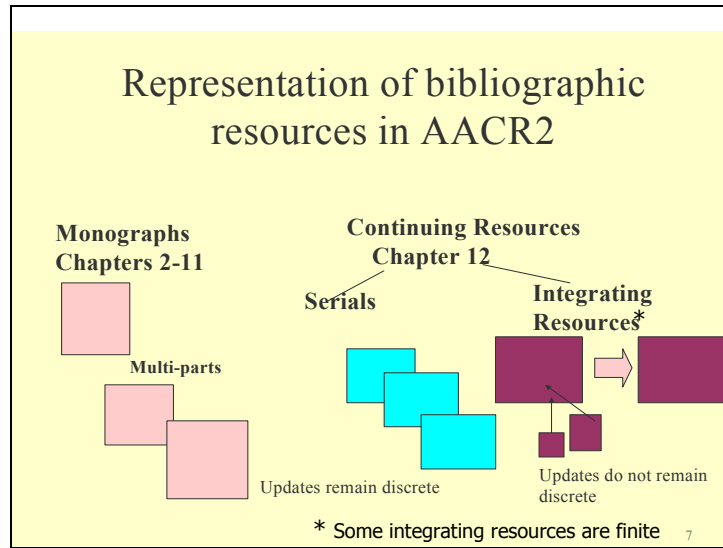 Representation of bibliographic
resources in AACR2
Monographs
Chapters 2-11
Multi-parts
Continuing Resources
Chapter 12
Serials
Integrating
Resources*
Updates remain discrete
Updates do not remain
discrete
* Some integrating resources are finite
7